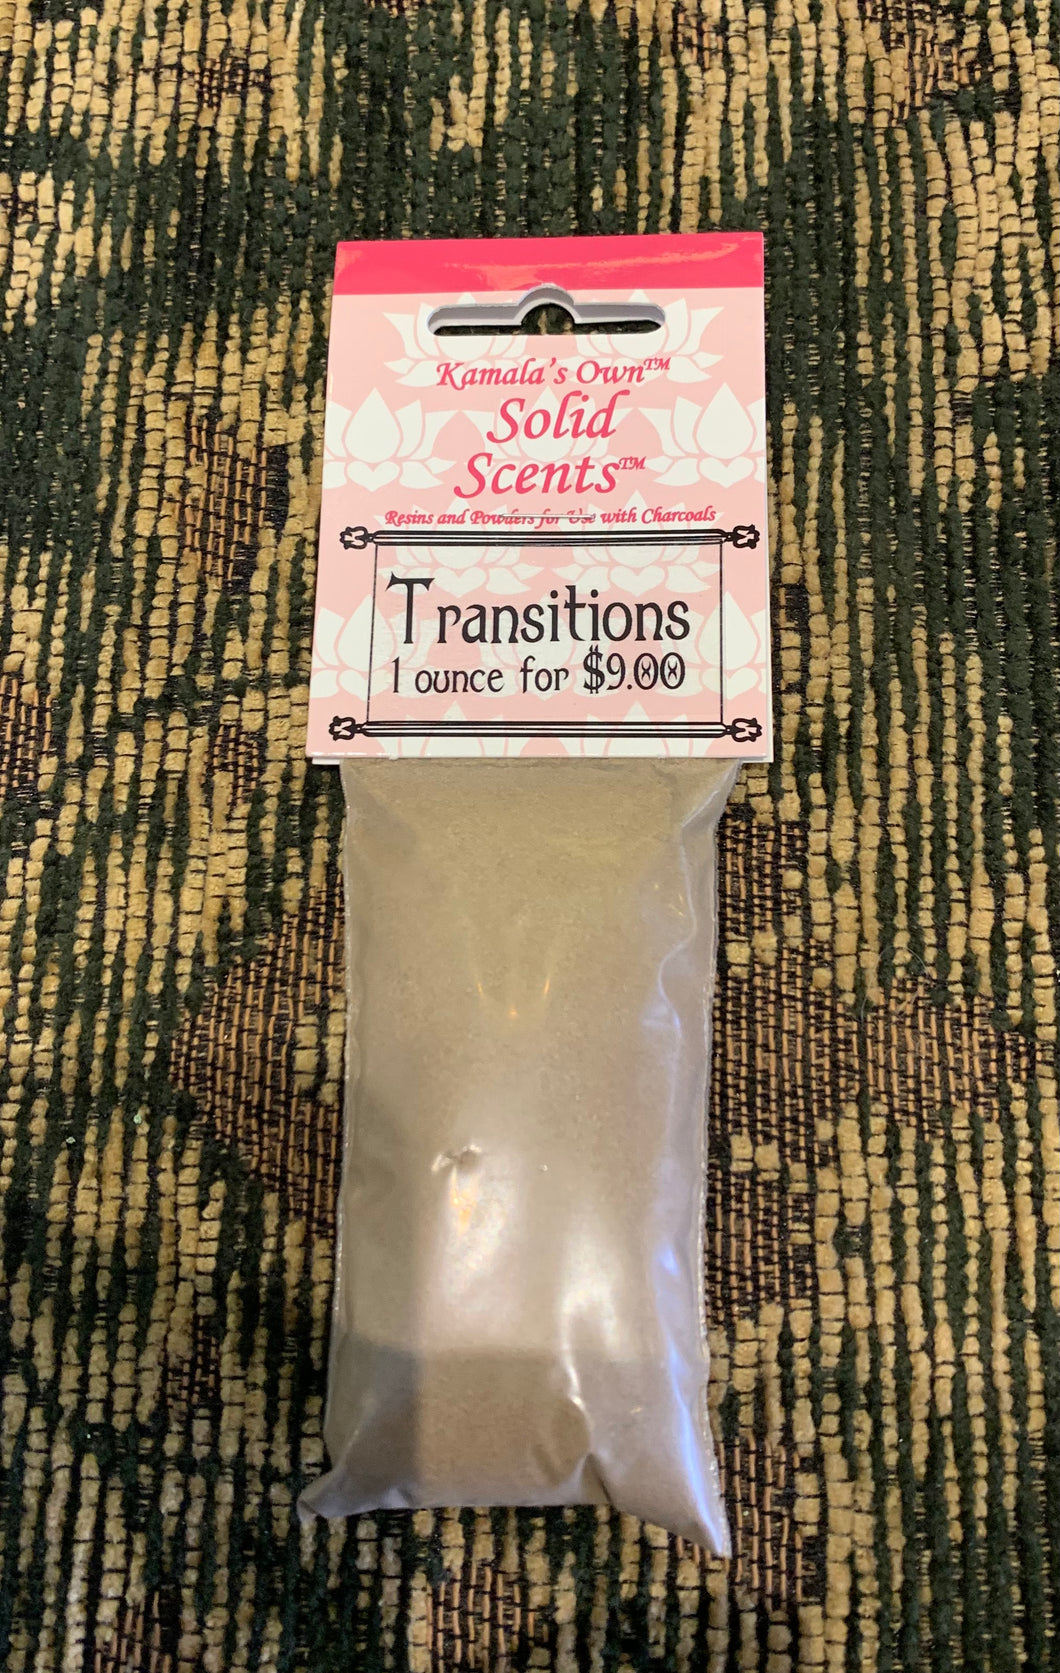 Kamala's Own™
Solid
Scents™
Resins and Powders for Use with Charcoals
Transitions
1 ounce for $9.00